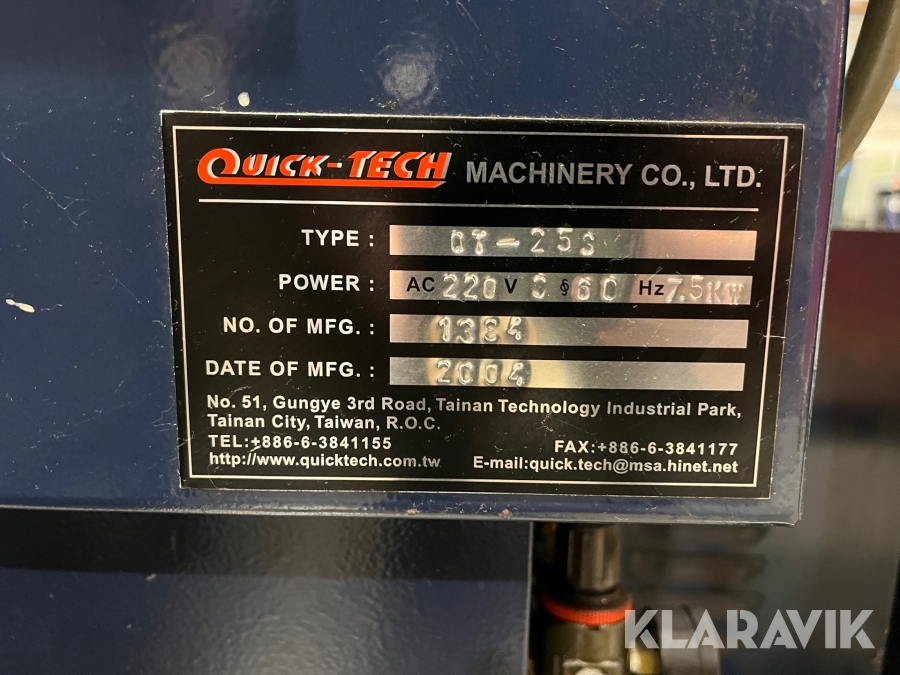 QUICK-TECH MACHINERY CO., LTD.
TYPE : QT-25S
POWER : AC 220 V 3 § 60 Hz 7.5KW
NO. OF MFG. : 1384
DATE OF MFG. : 2004
No. 51, Gungye 3rd Road, Tainan Technology Industrial Park,
Tainan City, Taiwan, R.O.C.
TEL:+886-6-3841155 FAX:+886-6-3841177
http://www.quicktech.com.tw E-mail:quick.tech@msa.hinet.net
KLARAVIK